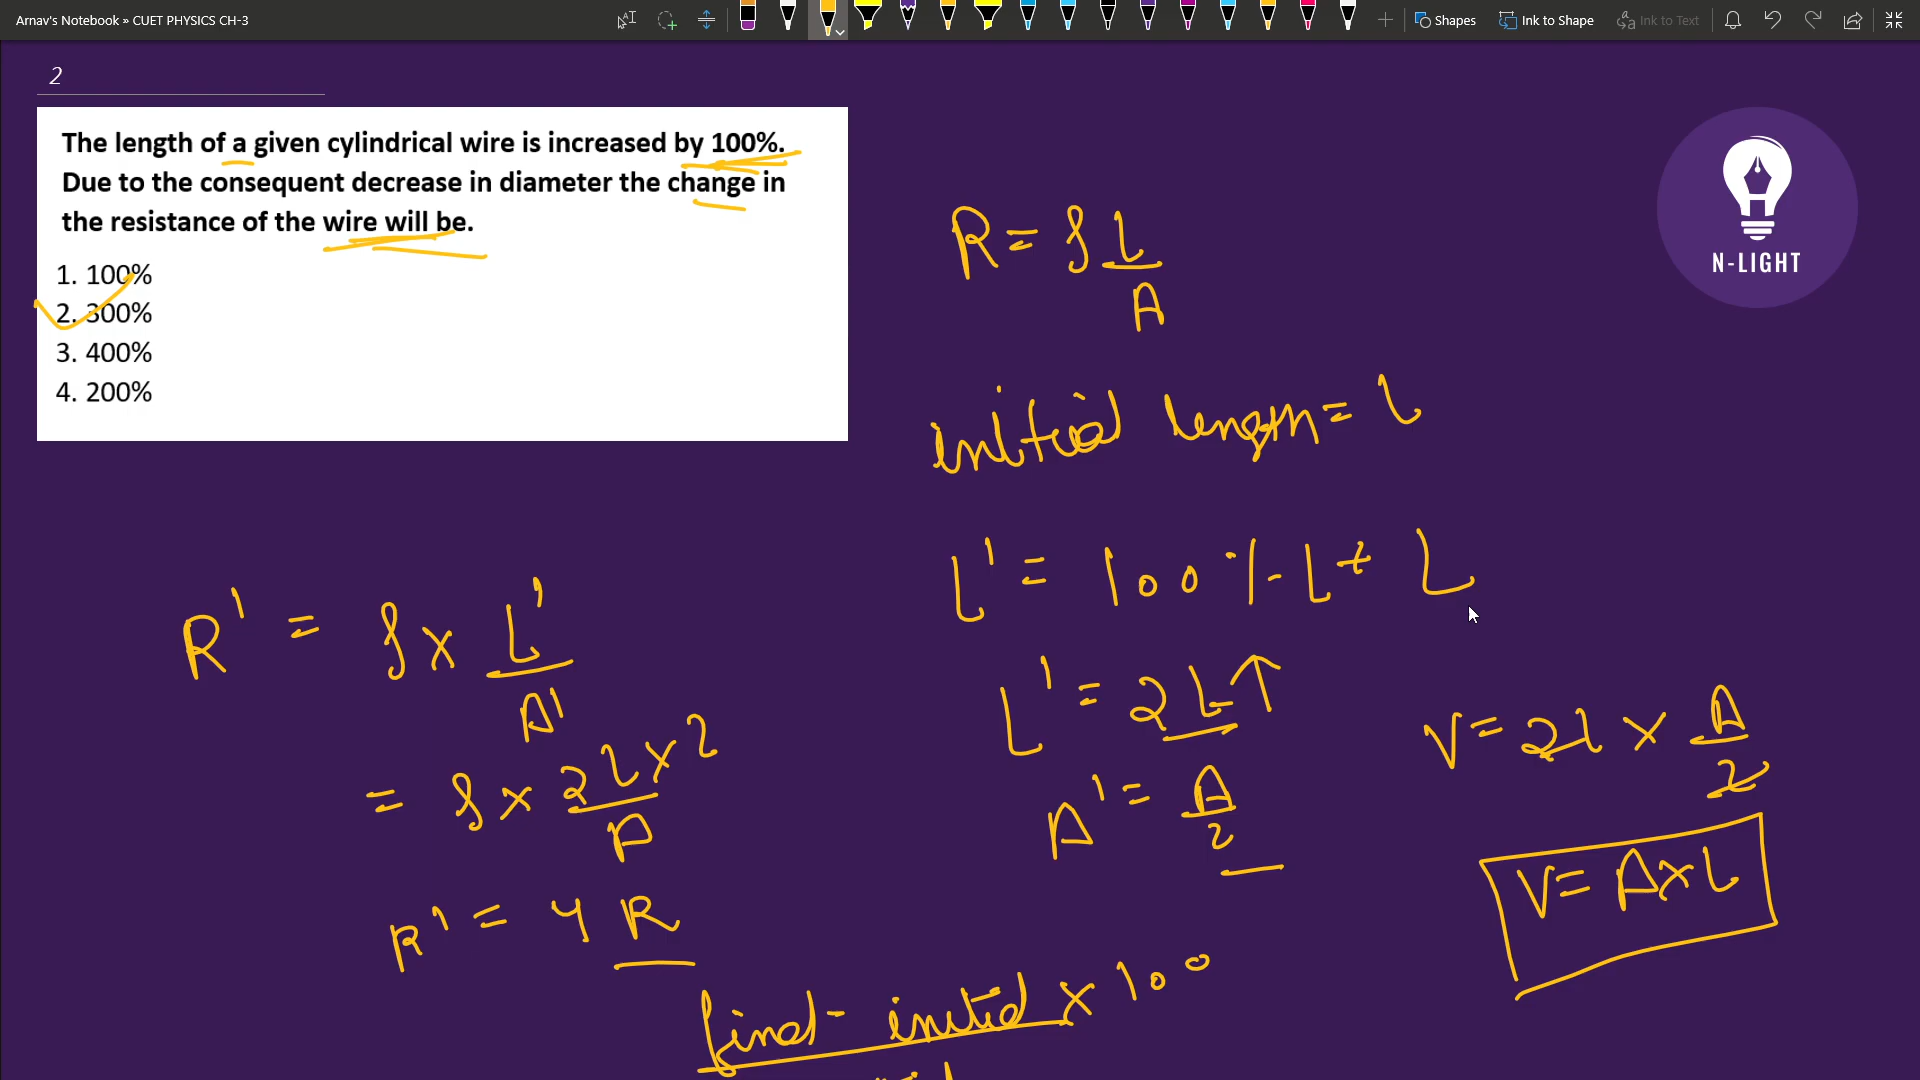 Arnav's Notebook » CUET PHYSICS CH-3
Shapes
Ink to Shape
Ink to Text
2
The length of a given cylindrical wire is increased by 100%.
Due to the consequent decrease in diameter the change in
the resistance of the wire will be.
1. 100%
2. 300%
3. 400%
4. 200%
N-LIGHT
R = ρ L/A
initial length = l
L' = 100% L + L
L' = 2L ↑
A' = A/2
V = 2l × A/2
V = A×L
R' = ρ × L'/A'
= ρ × 2L×2/A
R' = 4 R
final - initial × 100